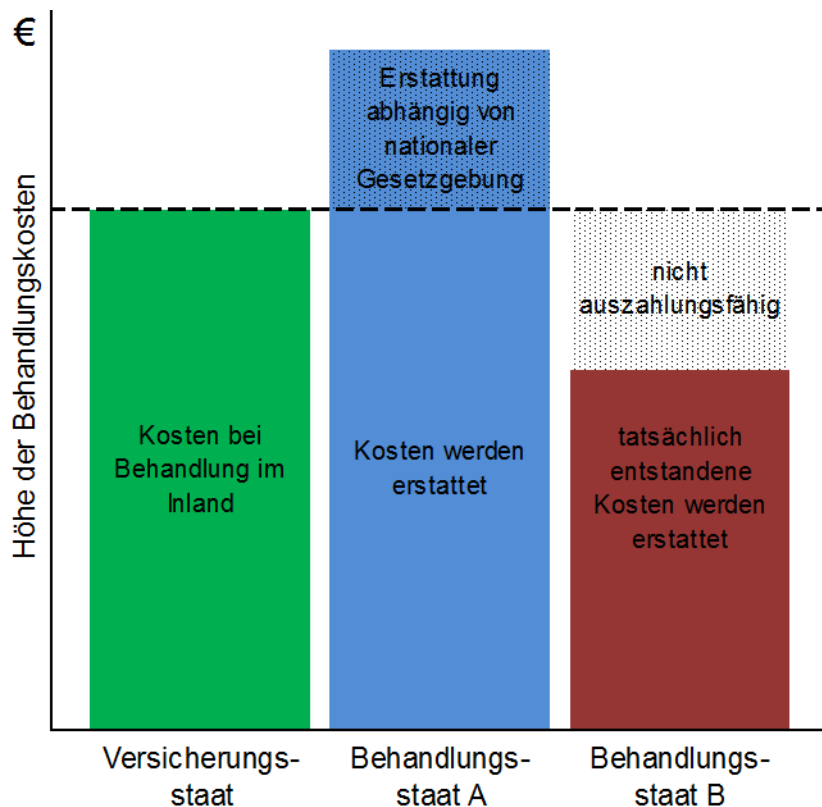 €
Höhe der Behandlungskosten
Erstattung
abhängig von
nationaler
Gesetzgebung
nicht
auszahlungsfähig
Kosten bei
Behandlung im
Inland
Kosten werden
erstattet
tatsächlich
entstandene
Kosten werden
erstattet
Versicherungs-
staat
Behandlungs-
staat A
Behandlungs-
staat B